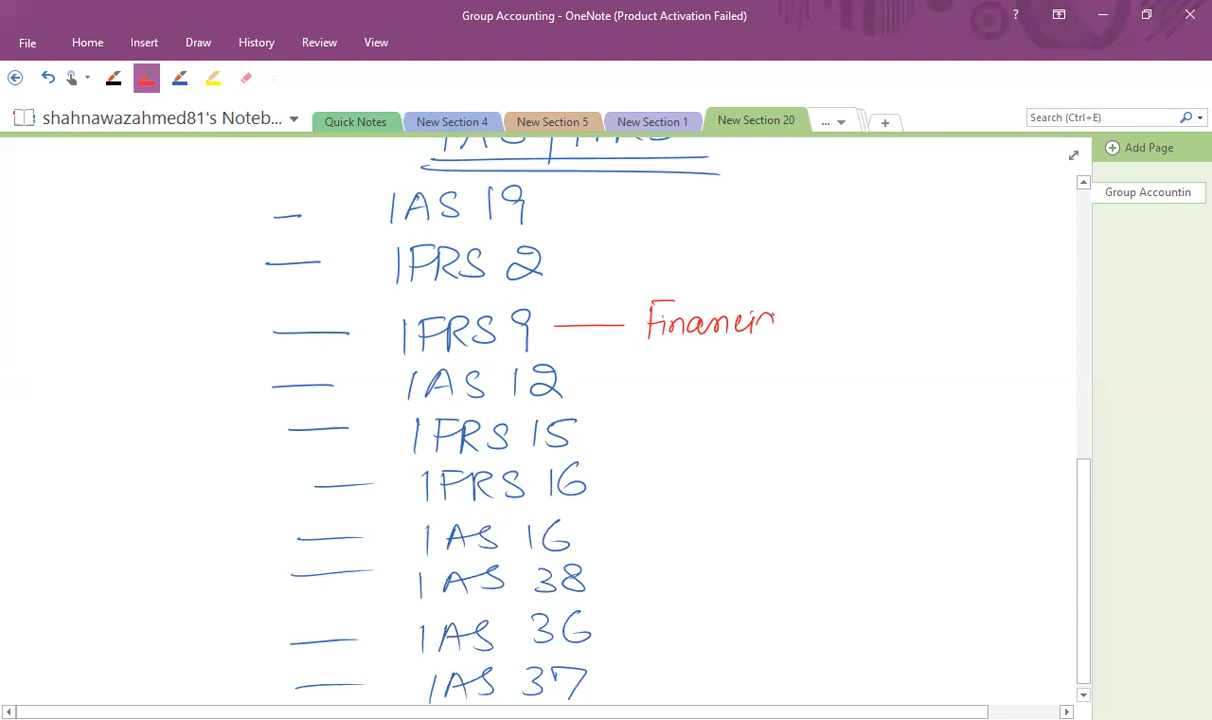 Group Accounting - OneNote (Product Activation Failed)
?
File Home Insert Draw History Review View
shahnawazahmed81's Noteb...
Quick Notes New Section 4 New Section 5 New Section 1 New Section 20 ... +
Search (Ctrl+E)
Add Page
Group Accountin
IAS | IFRS
- IAS 19
- IFRS 2
- IFRS 9 - Financin
- IAS 12
- IFRS 15
- IFRS 16
- IAS 16
- IAS 38
- IAS 36
- IAS 37